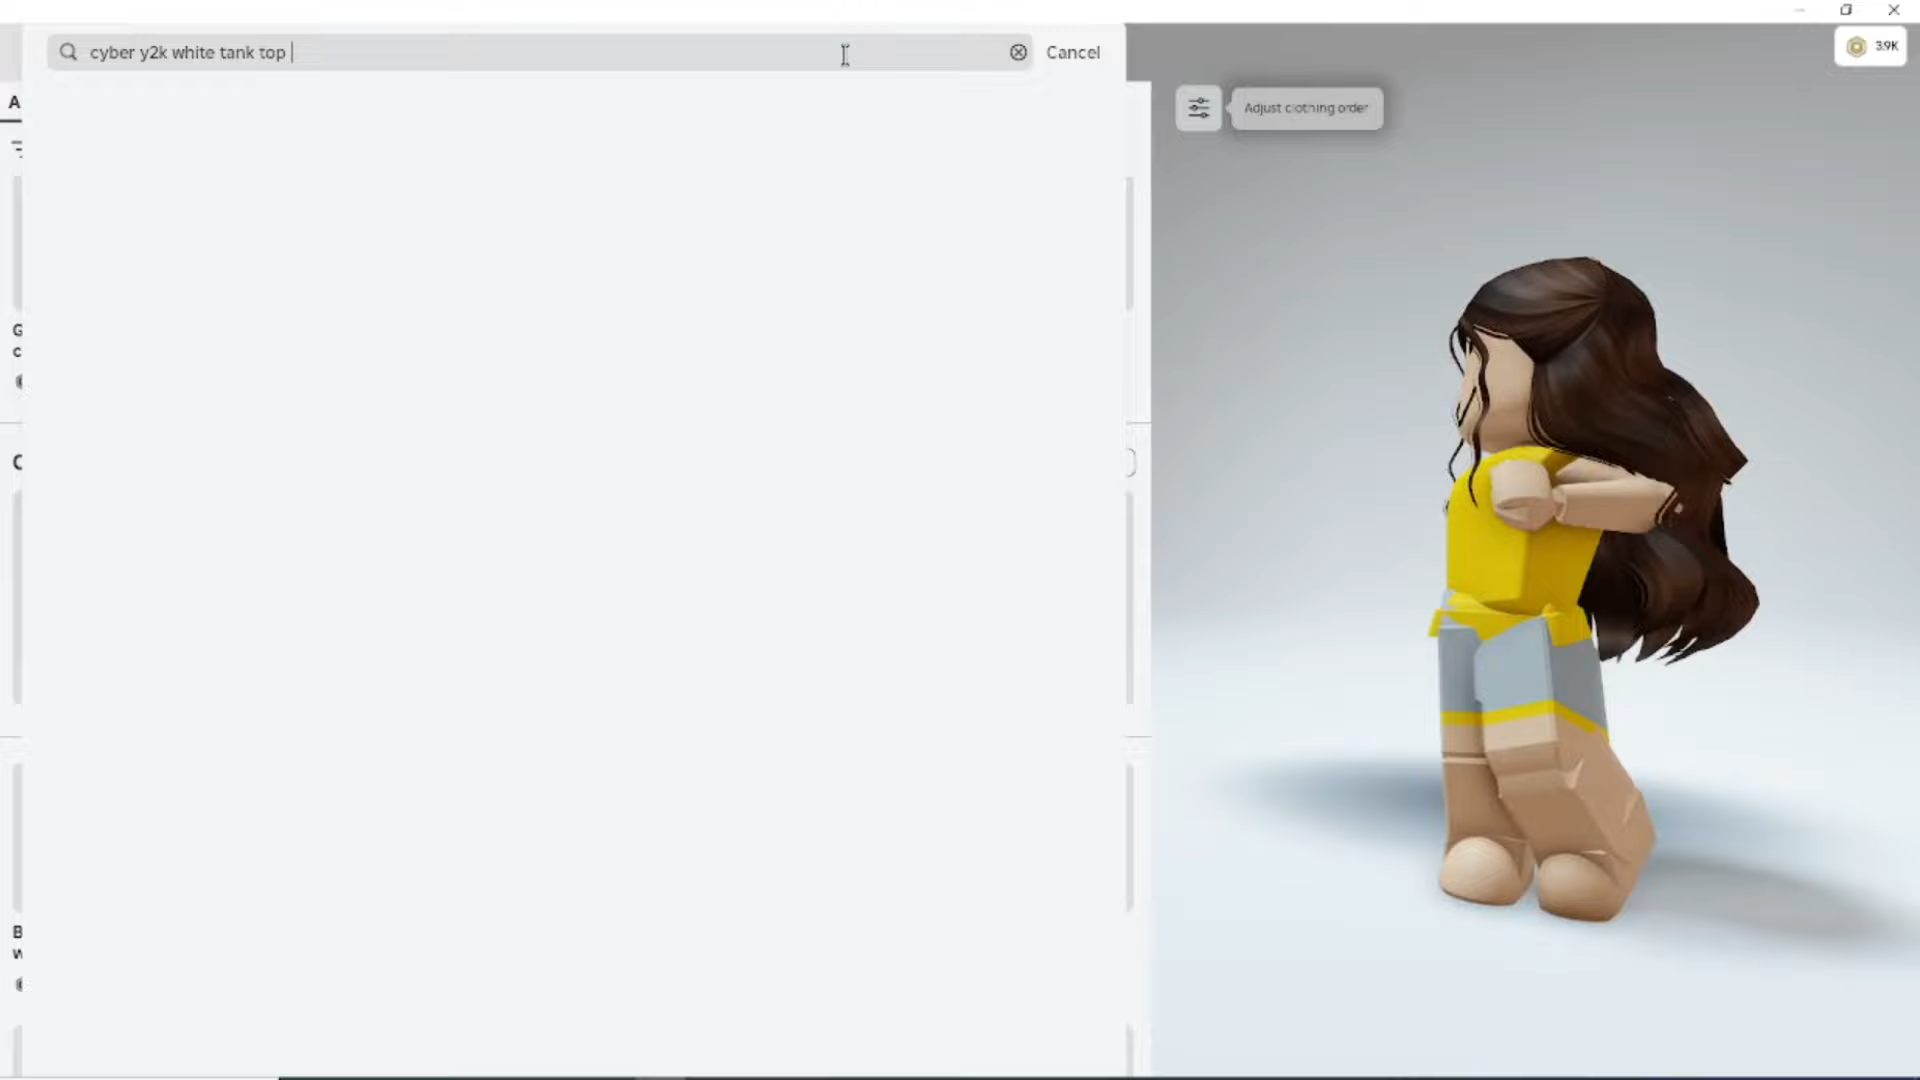 cyber y2k white tank top
Cancel
3.9K
Adjust clothing order
A
G
c
C
B
w